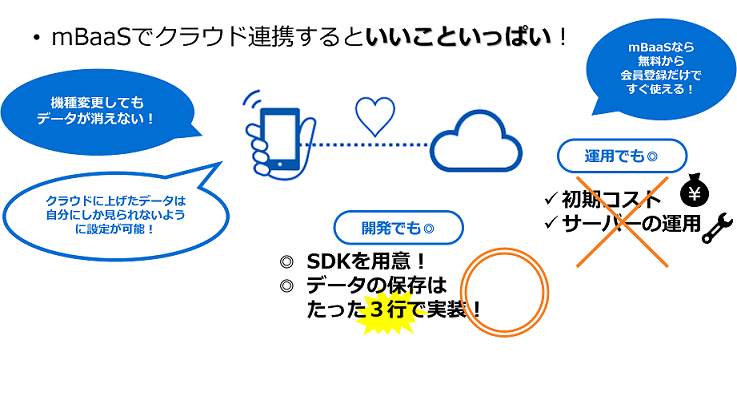 • mBaaSでクラウド連携するといいこといっぱい！
mBaaSなら
無料から
会員登録だけで
すぐ使える！
機種変更しても
データが消えない！
運用でも◎
クラウドに上げたデータは
自分にしか見られないよう
に設定が可能！
✓ 初期コスト
¥
✓ サーバーの運用
開発でも◎
◎ SDKを用意！
◎ データの保存は
たった３行で実装！